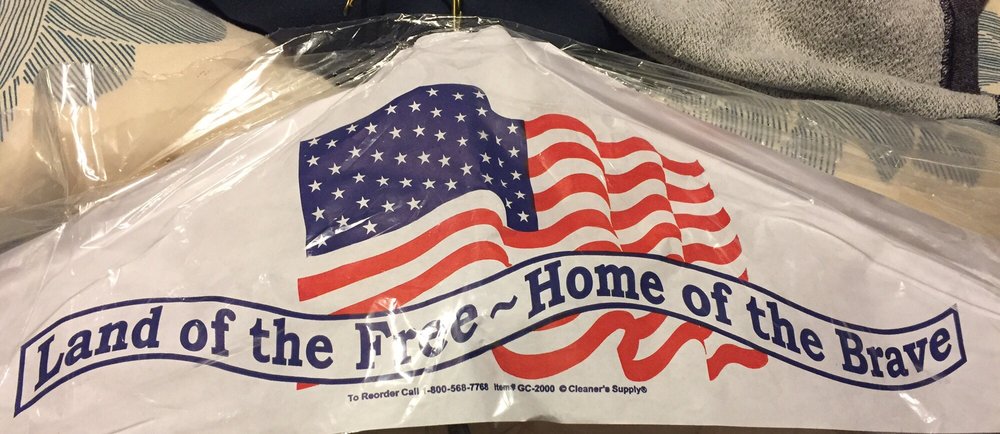 Land of the Free ~ Home of the Brave
To Reorder Call 1-800-568-7768 Item# GC-2000 © Cleaner's Supply®